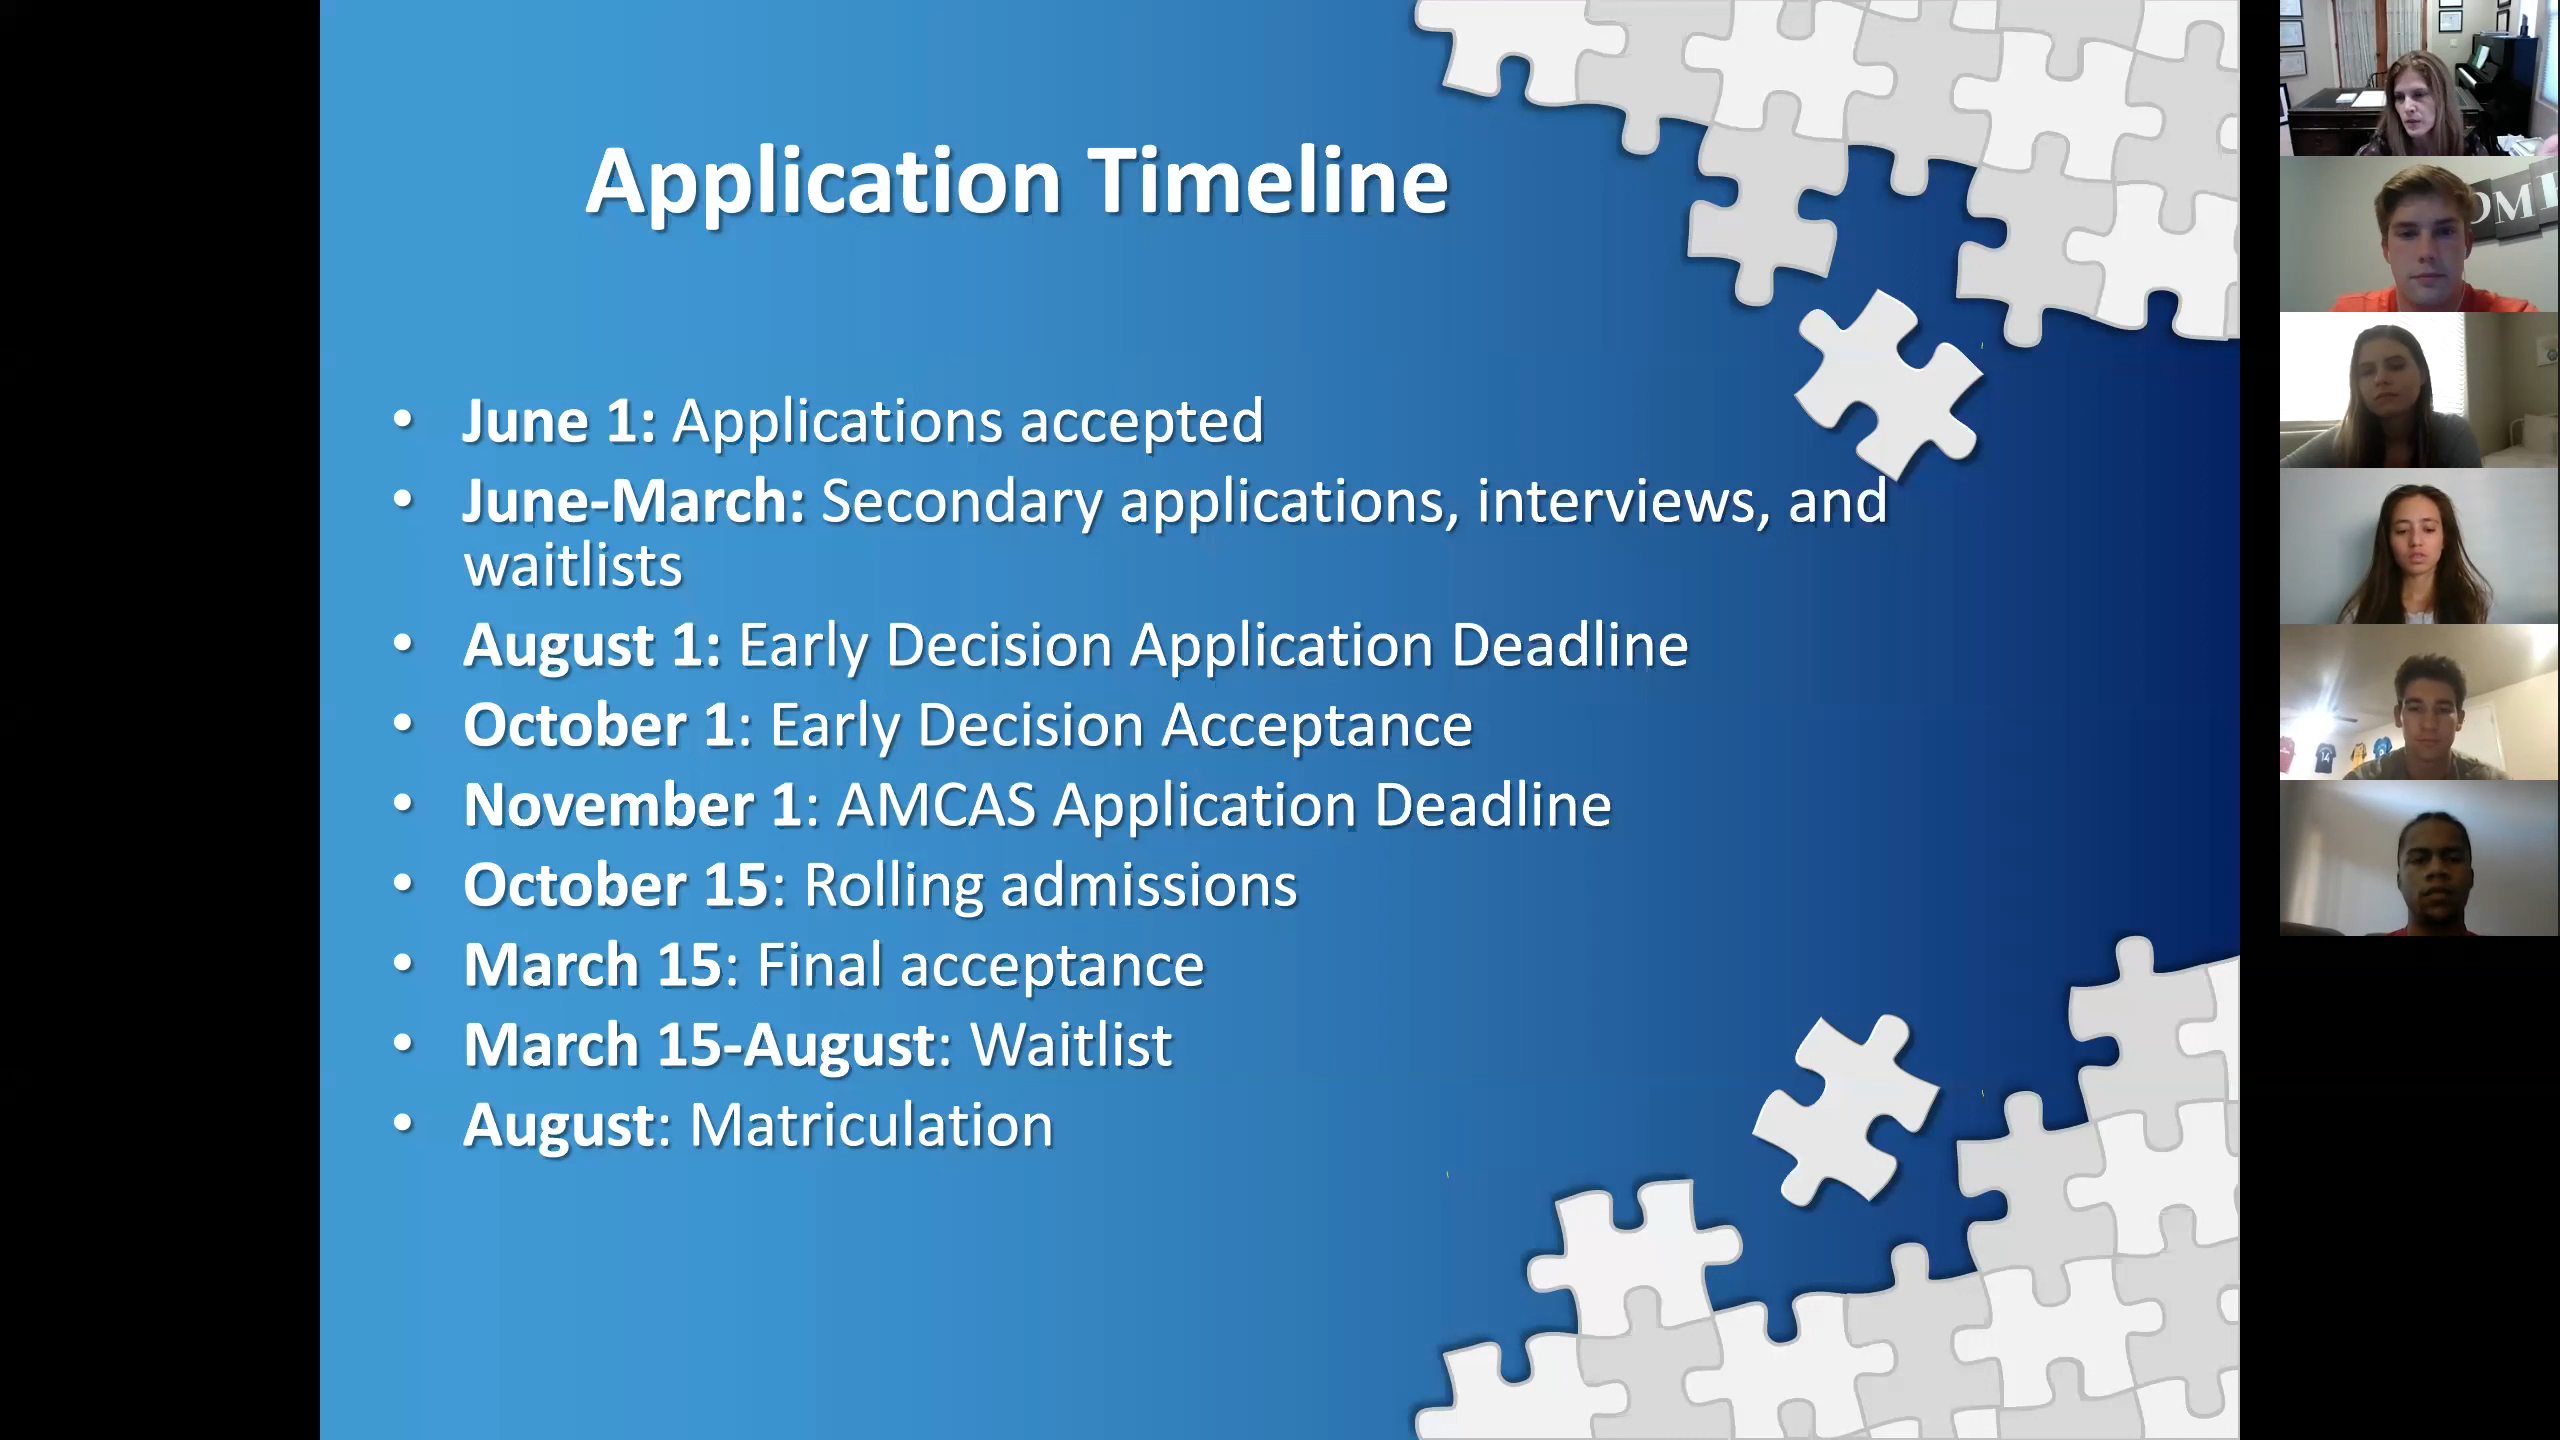 Application Timeline
• June 1: Applications accepted
• June-March: Secondary applications, interviews, and
waitlists
• August 1: Early Decision Application Deadline
• October 1: Early Decision Acceptance
• November 1: AMCAS Application Deadline
• October 15: Rolling admissions
• March 15: Final acceptance
• March 15-August: Waitlist
• August: Matriculation
14